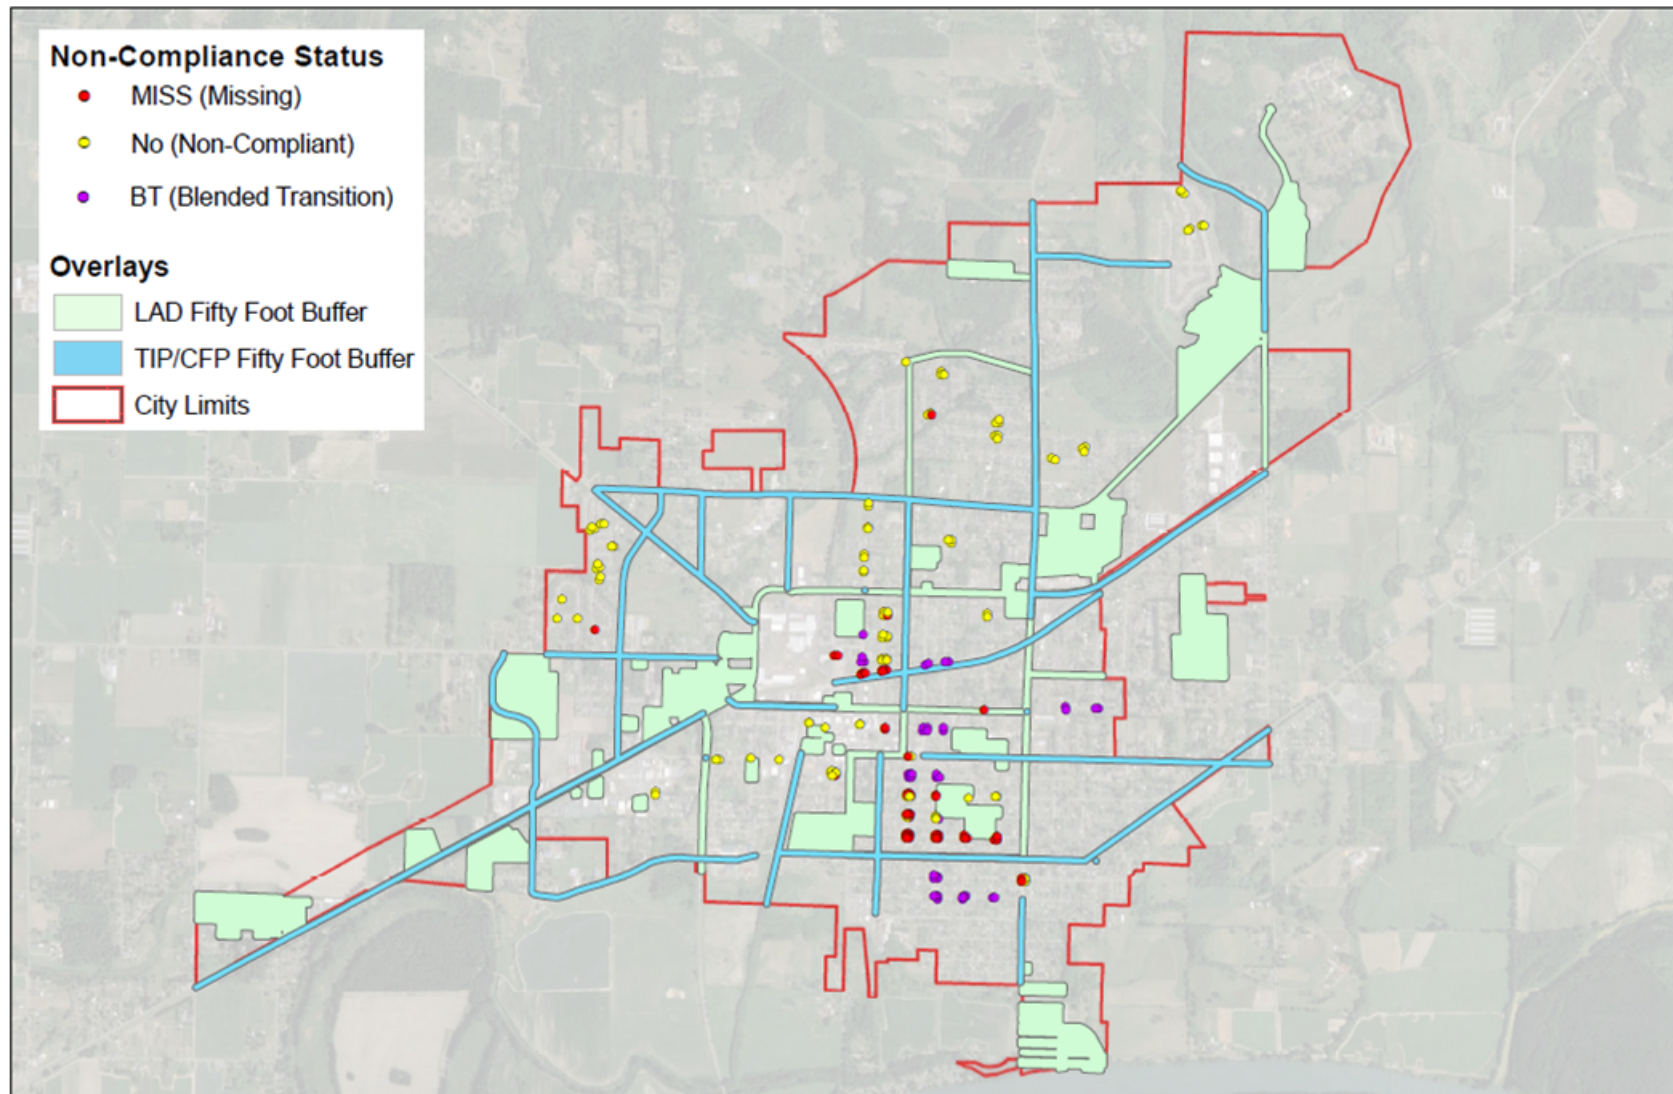 Non-Compliance Status
MISS (Missing)
No (Non-Compliant)
BT (Blended Transition)
Overlays
LAD Fifty Foot Buffer
TIP/CFP Fifty Foot Buffer
City Limits